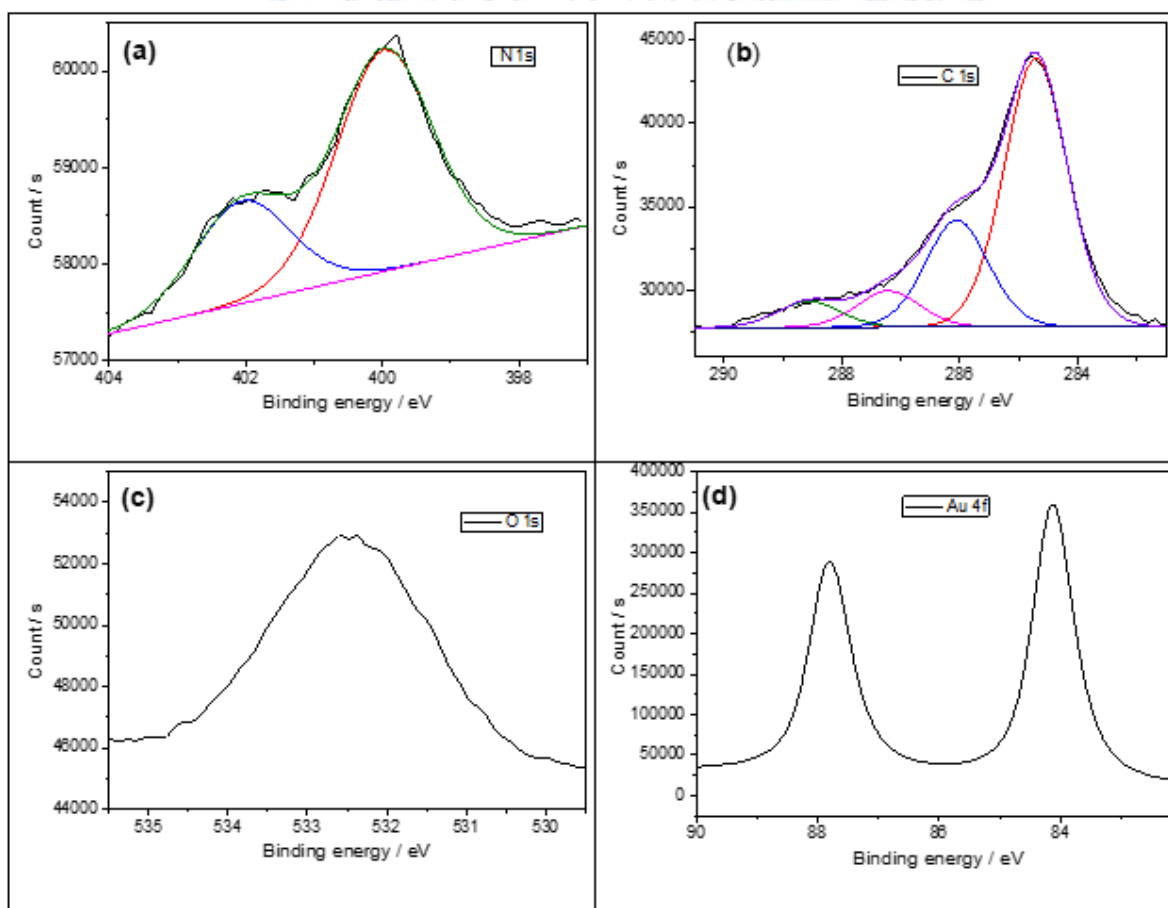 (a)
N1s
60000
59000
58000
57000
Count / s
404
402
400
398
Binding energy / eV
(b)
C 1s
45000
40000
35000
30000
Count / s
290
288
286
284
Binding energy / eV
(c)
O 1s
54000
52000
50000
48000
46000
44000
Count / s
535
534
533
532
531
530
Binding energy / eV
(d)
Au 4f
400000
350000
300000
250000
200000
150000
100000
50000
0
Count / s
90
88
86
84
Binding energy / eV